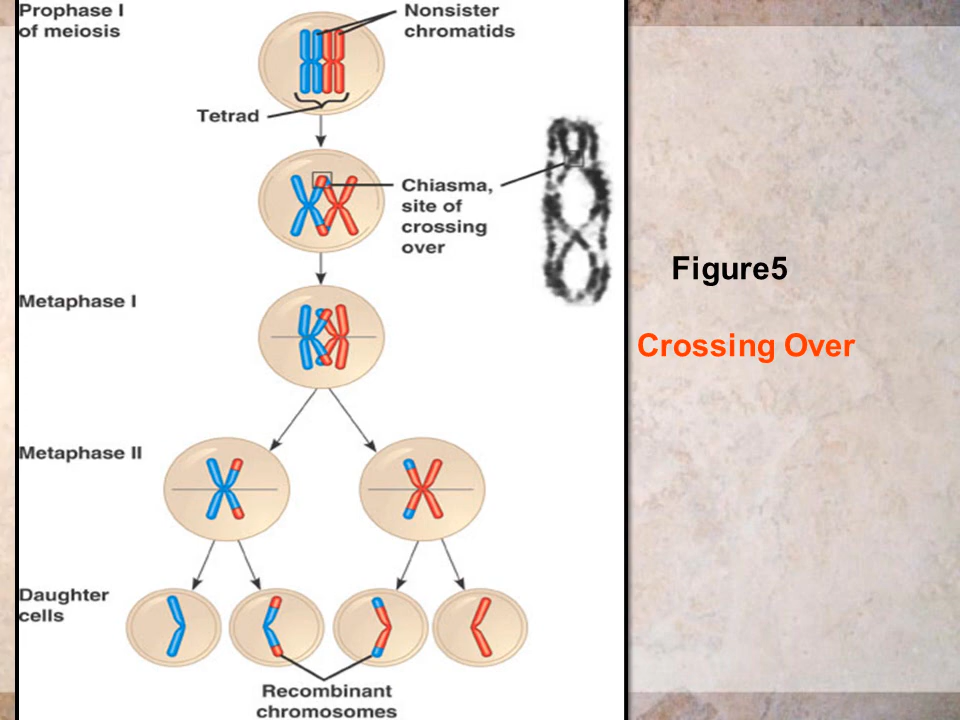 Prophase I
of meiosis
Nonsister
chromatids
Tetrad
Chiasma,
site of
crossing
over
Metaphase I
Metaphase II
Daughter
cells
Recombinant
chromosomes
Figure5
Crossing Over